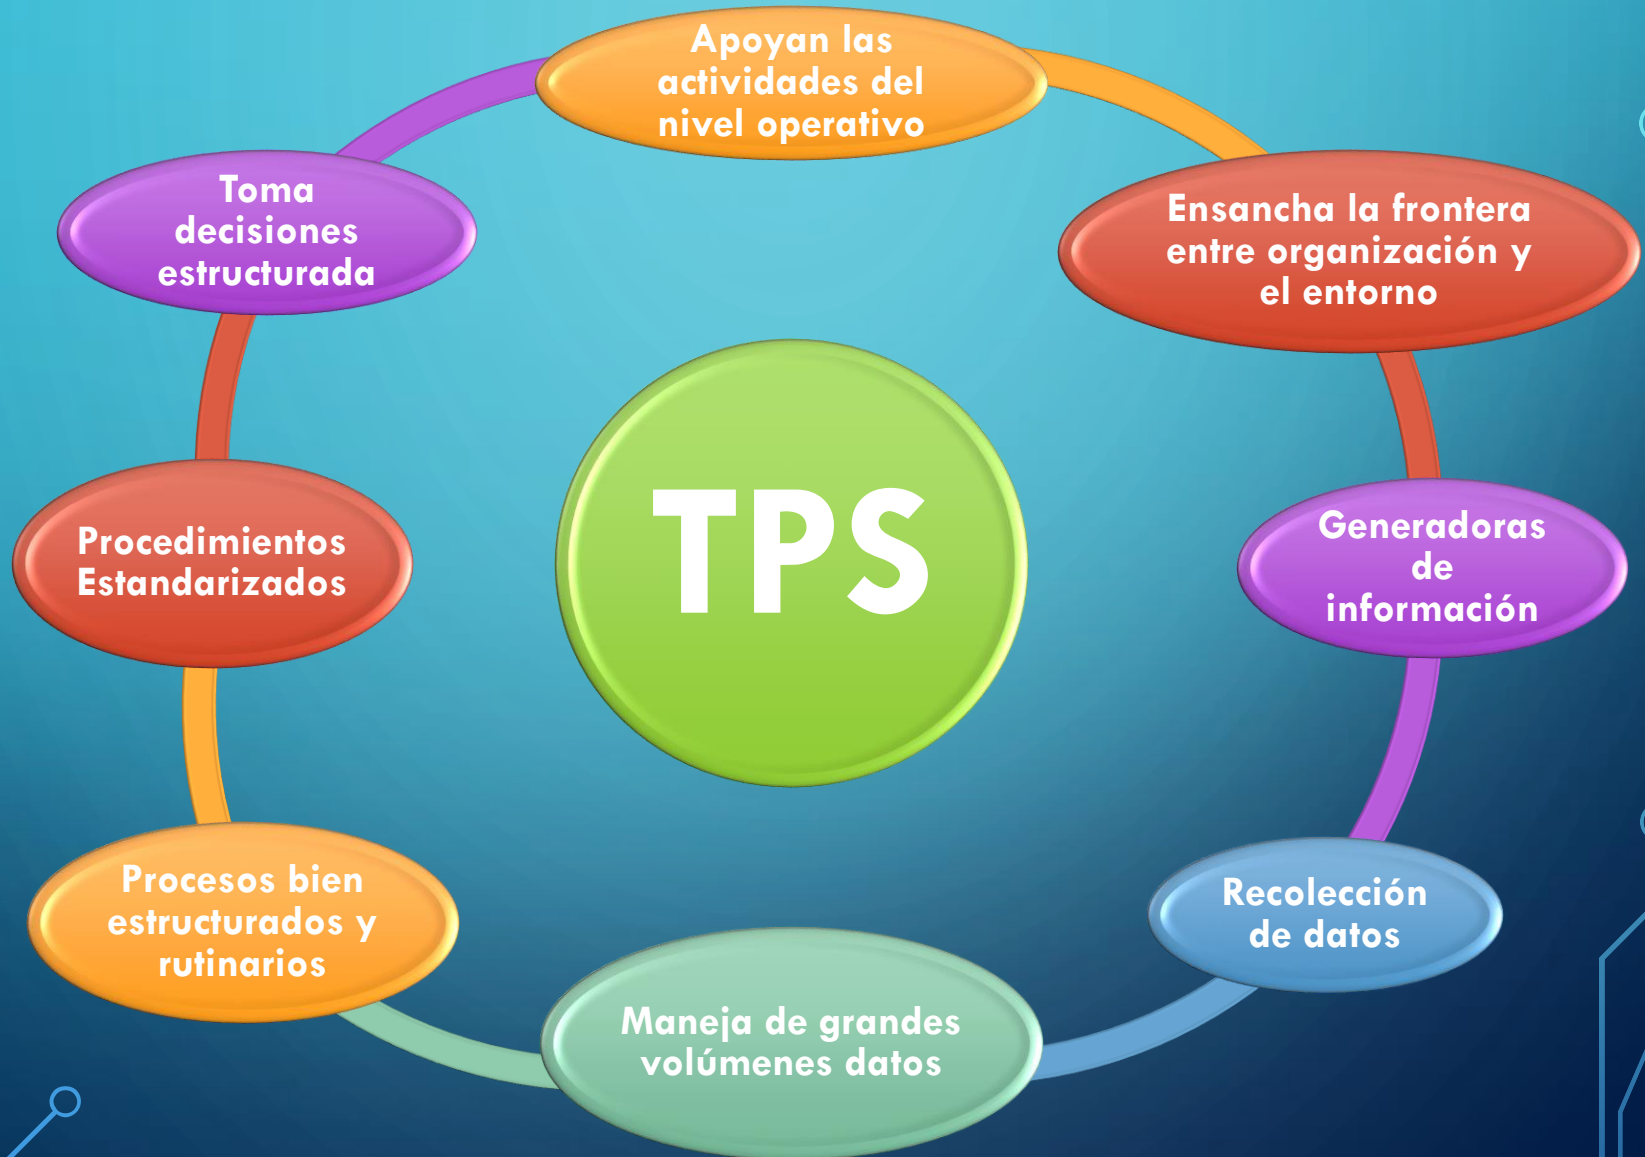 Apoyan las
actividades del
nivel operativo
Ensancha la frontera
entre organización y
el entorno
Generadoras
de
información
Recolección
de datos
Maneja de grandes
volúmenes datos
Procesos bien
estructurados y
rutinarios
Procedimientos
Estandarizados
Toma
decisiones
estructurada
TPS